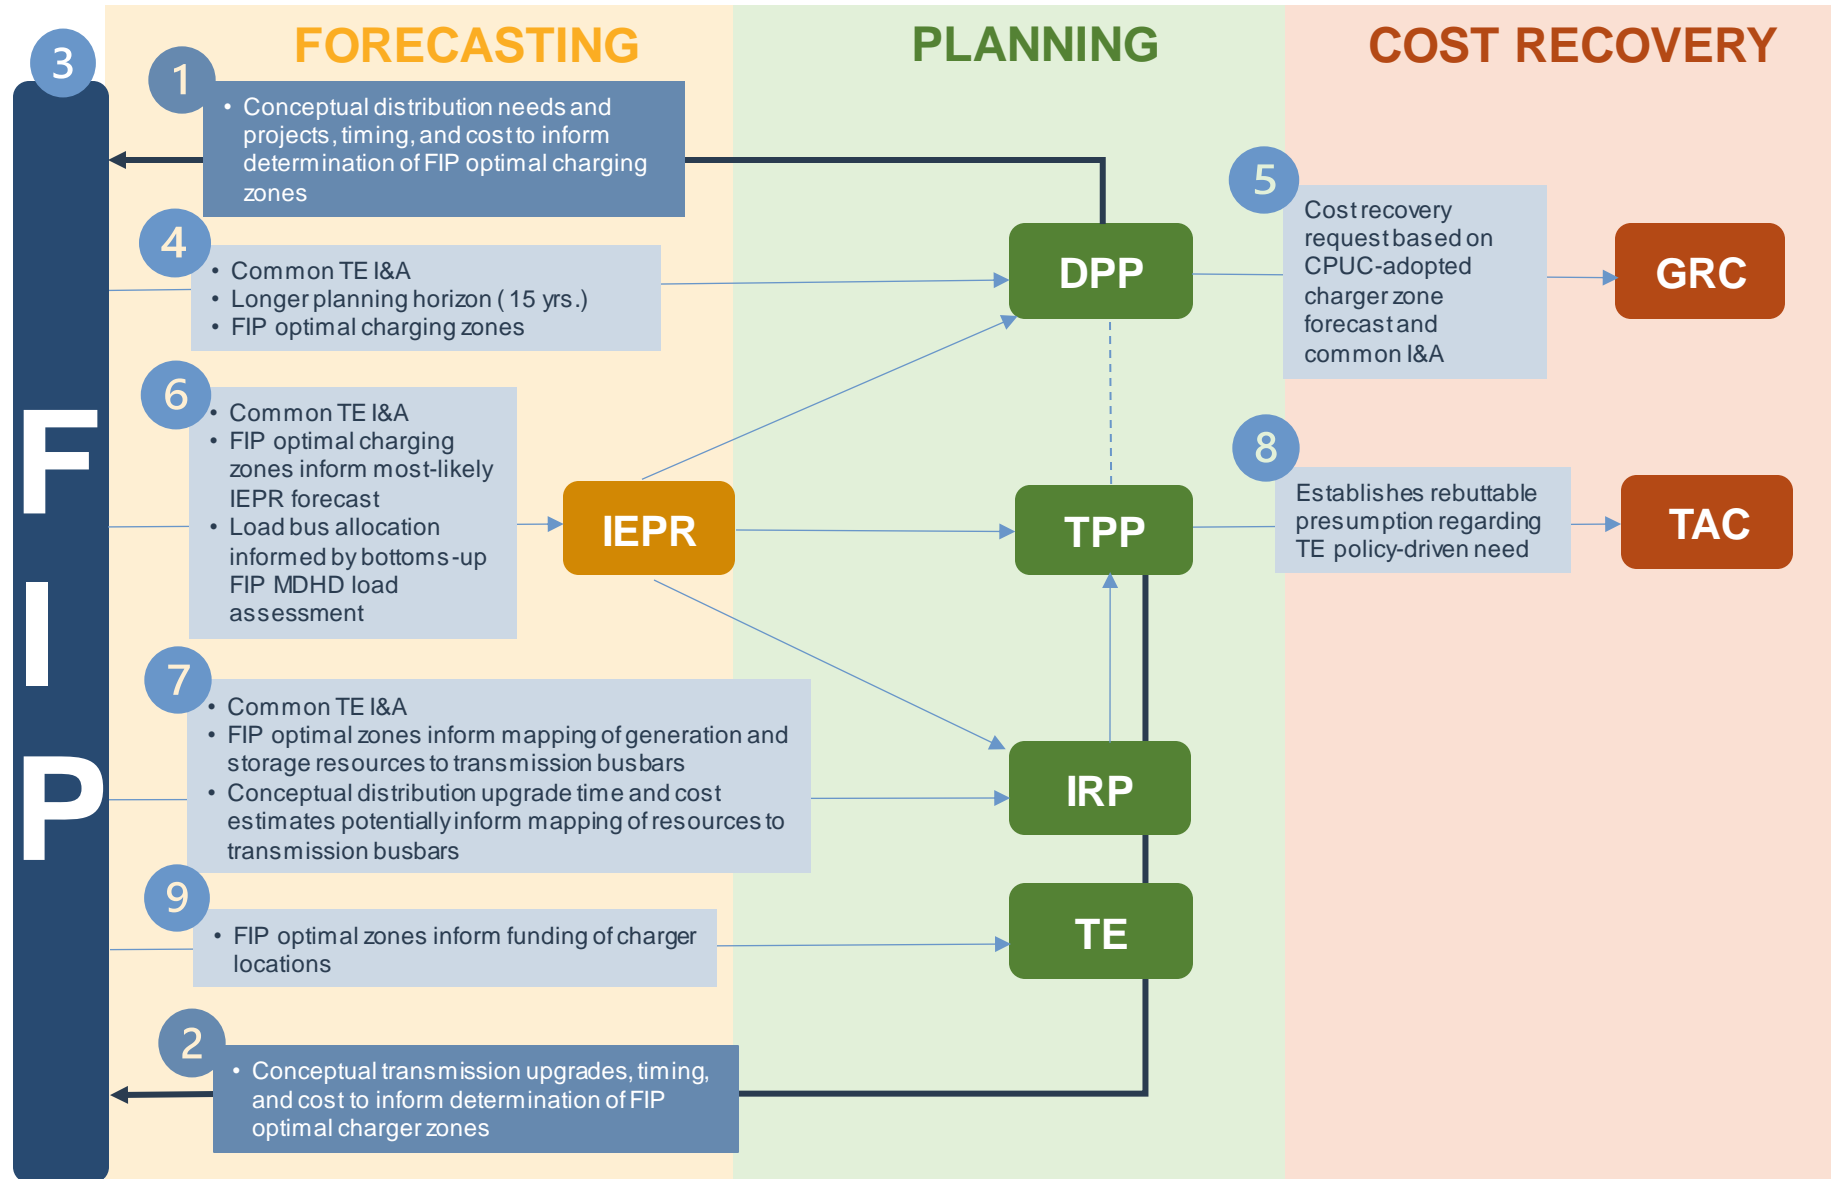 FORECASTING
PLANNING
COST RECOVERY
3
FIP
1
• Conceptual distribution needs and
projects, timing, and cost to inform
determination of FIP optimal charging
zones
4
• Common TE I&A
• Longer planning horizon ( 15 yrs.)
• FIP optimal charging zones
DPP
5
Cost recovery
request based on
CPUC-adopted
charger zone
forecast and
common I&A
GRC
6
• Common TE I&A
• FIP optimal charging
zones inform most-likely
IEPR forecast
• Load bus allocation
informed by bottoms-up
FIP MDHD load
assessment
IEPR
TPP
8
Establishes rebuttable
presumption regarding
TE policy-driven need
TAC
7
• Common TE I&A
• FIP optimal zones inform mapping of generation and
storage resources to transmission busbars
• Conceptual distribution upgrade time and cost
estimates potentially inform mapping of resources to
transmission busbars
IRP
9
• FIP optimal zones inform funding of charger
locations
TE
2
• Conceptual transmission upgrades, timing,
and cost to inform determination of FIP
optimal charger zones